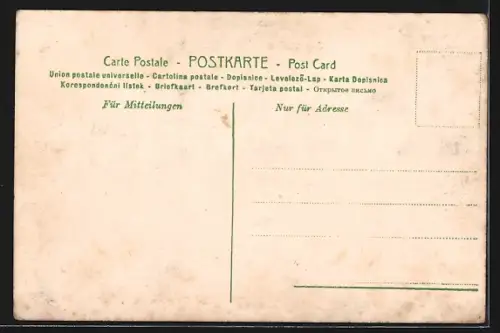 Carte Postale - POSTKARTE - Post Card
Union postale universelle - Cartolina postale - Dopisnice - Levelező-Lap - Karta Dopisnica
Korespondenční lístek - Briefkaart - Brefkort - Tarjeta postal - Открытое письмо
Für Mitteilungen
Nur für Adresse